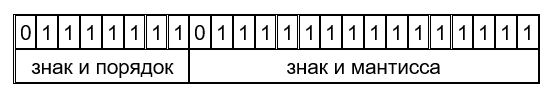 0 1 1 1 1 1 1 1 0 1 1 1 1 1 1 1 1 1 1 1 1 1 1 1
знак и порядок знак и мантисса